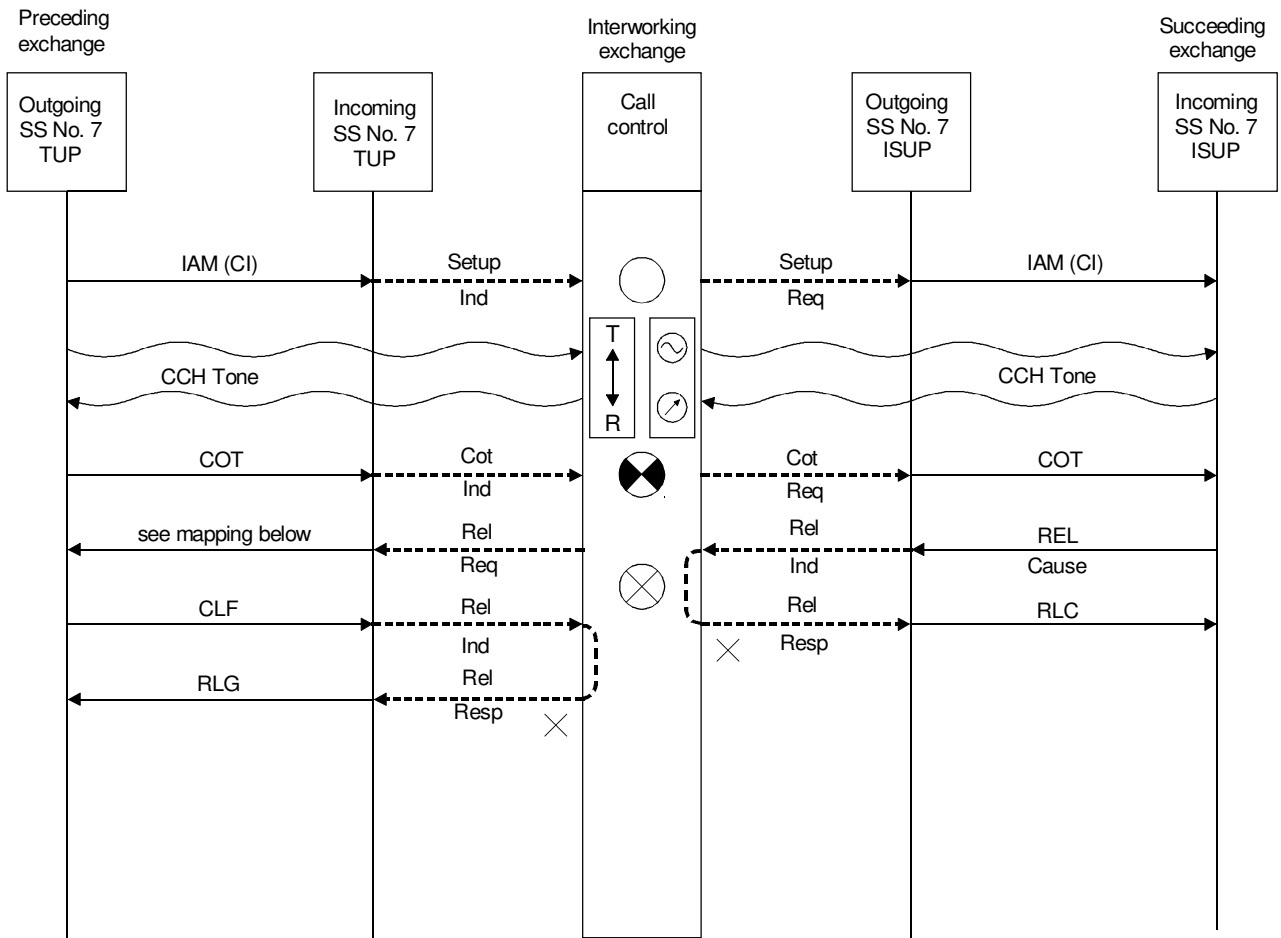 Preceding
exchange
Interworking
exchange
Succeeding
exchange
Outgoing
SS No. 7
TUP
Incoming
SS No. 7
TUP
Call
control
Outgoing
SS No. 7
ISUP
Incoming
SS No. 7
ISUP
IAM (CI)
Setup
Ind
Setup
Req
IAM (CI)
T
R
CCH Tone
CCH Tone
COT
Cot
Ind
Cot
Req
COT
see mapping below
Rel
Req
Rel
Ind
REL
Cause
CLF
Rel
Ind
Rel
Resp
RLC
RLG
Rel
Resp